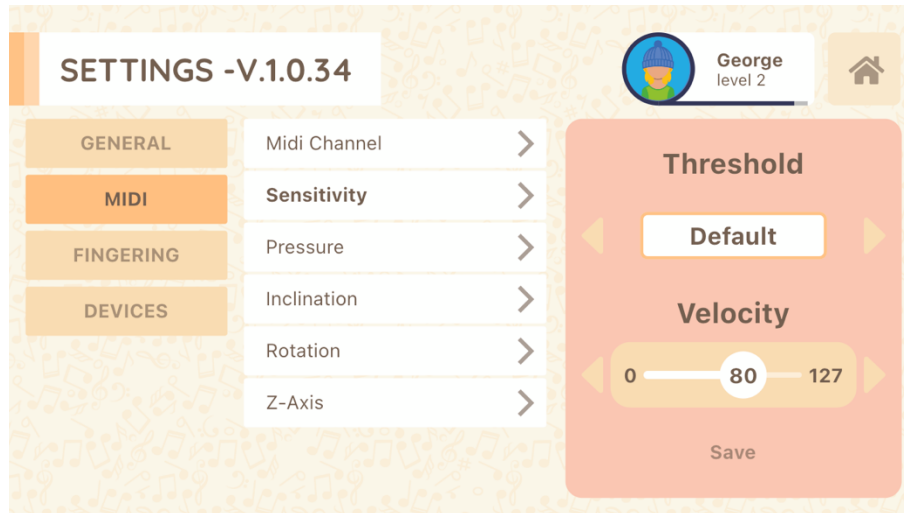 SETTINGS -V.1.0.34
George
level 2
GENERAL
MIDI
FINGERING
DEVICES
Midi Channel
Sensitivity
Pressure
Inclination
Rotation
Z-Axis
Threshold
Default
Velocity
0 80 127
Save